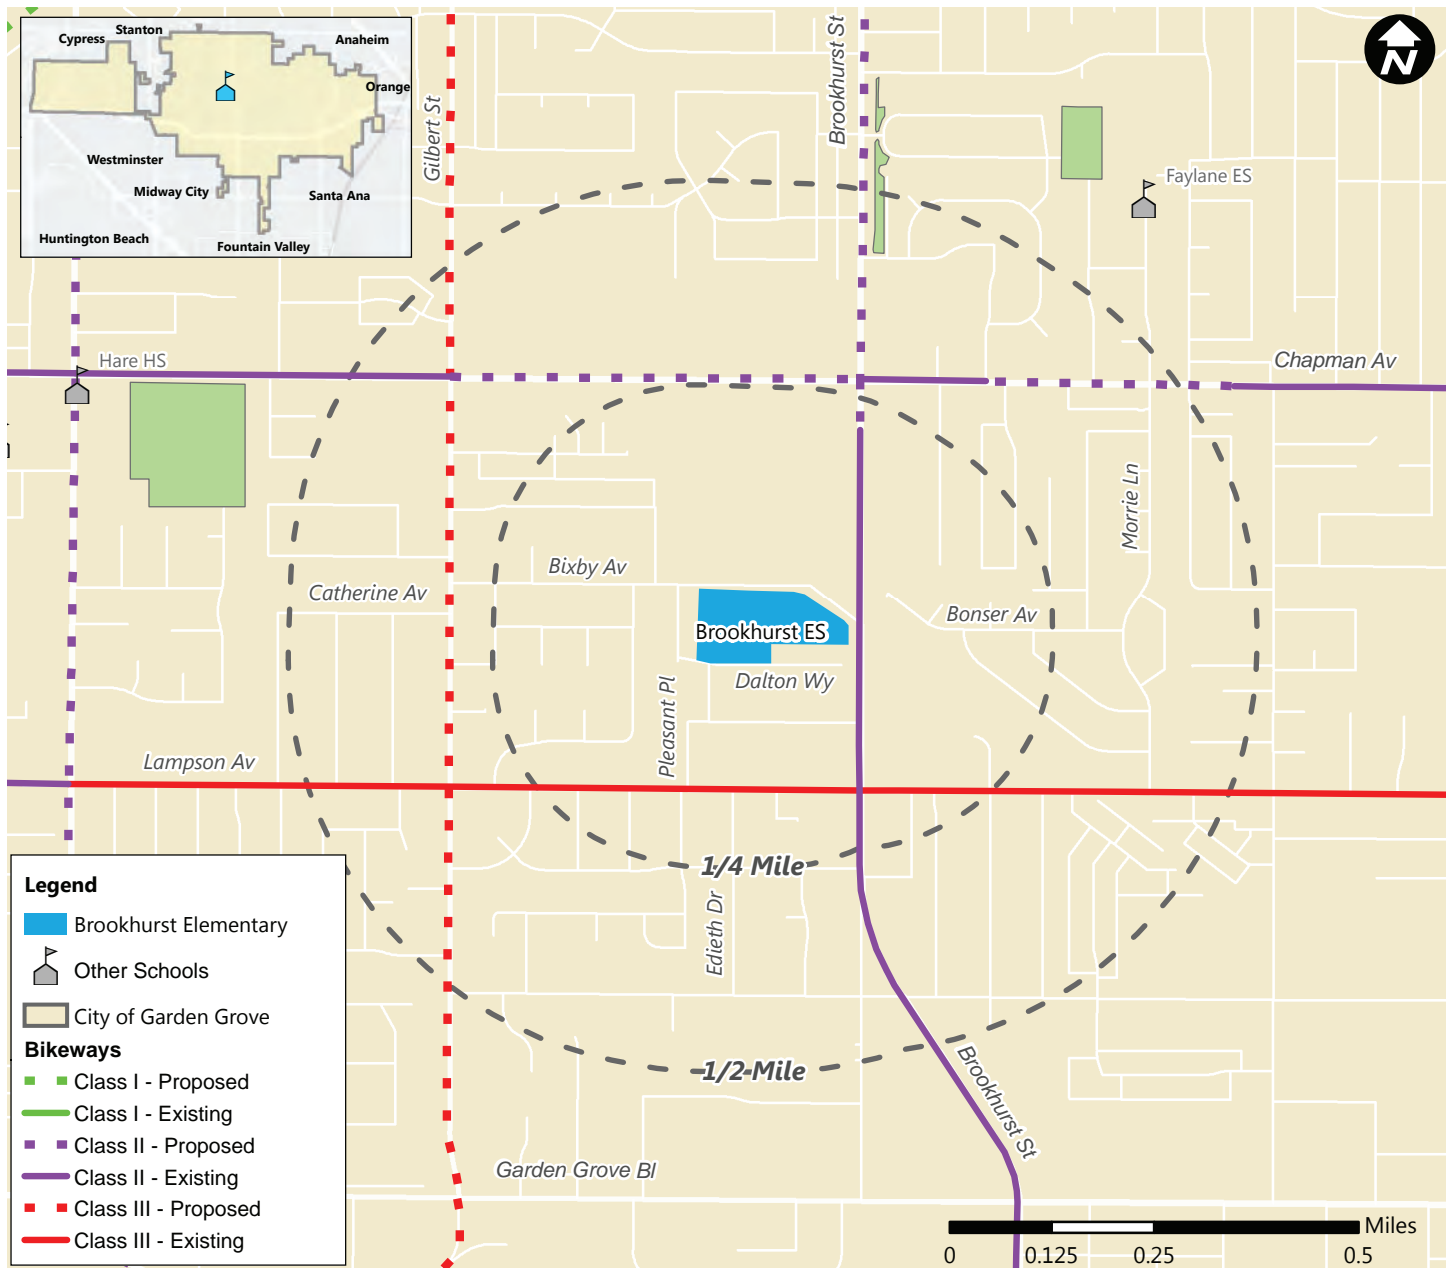 Cypress
Stanton
Anaheim
Orange
Westminster
Midway City
Santa Ana
Huntington Beach
Fountain Valley
Gilbert St
Brookhurst St
N
Faylane ES
Hare HS
Chapman Av
Morrie Ln
Bixby Av
Catherine Av
Bonser Av
Brookhurst ES
Dalton Wy
Pleasant Pl
Lampson Av
1/4 Mile
Edieth Dr
1/2 Mile
Brookhurst St
Garden Grove Bl
Legend
Brookhurst Elementary
Other Schools
City of Garden Grove
Bikeways
Class I - Proposed
Class I - Existing
Class II - Proposed
Class II - Existing
Class III - Proposed
Class III - Existing
Miles
0 0.125 0.25 0.5